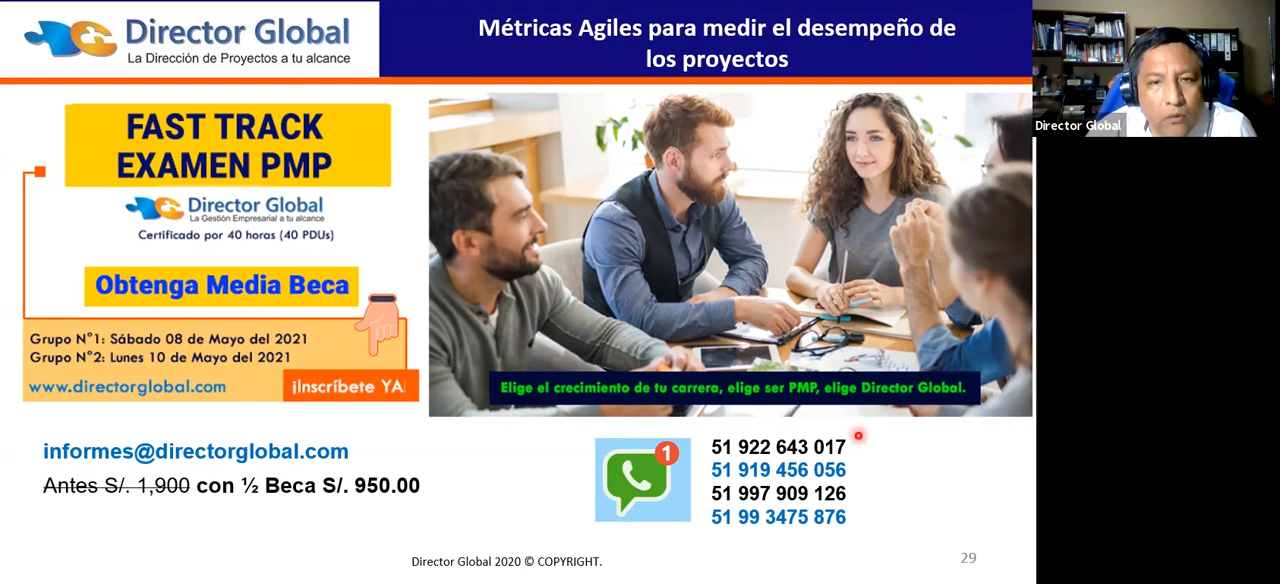 Director Global
La Dirección de Proyectos a tu alcance
Métricas Agiles para medir el desempeño de
los proyectos
Director Global
FAST TRACK
EXAMEN PMP
Director Global
La Gestión Empresarial a tu alcance
Certificado por 40 horas (40 PDUs)
Obtenga Media Beca
Grupo N°1: Sábado 08 de Mayo del 2021
Grupo N°2: Lunes 10 de Mayo del 2021
www.directorglobal.com
¡Inscríbete YA
Elige el crecimiento de tu carrera, elige ser PMP, elige Director Global.
informes@directorglobal.com
Antes S/. 1,900 con ½ Beca S/. 950.00
1
51 922 643 017
51 919 456 056
51 997 909 126
51 99 3475 876
Director Global 2020 © COPYRIGHT.
29